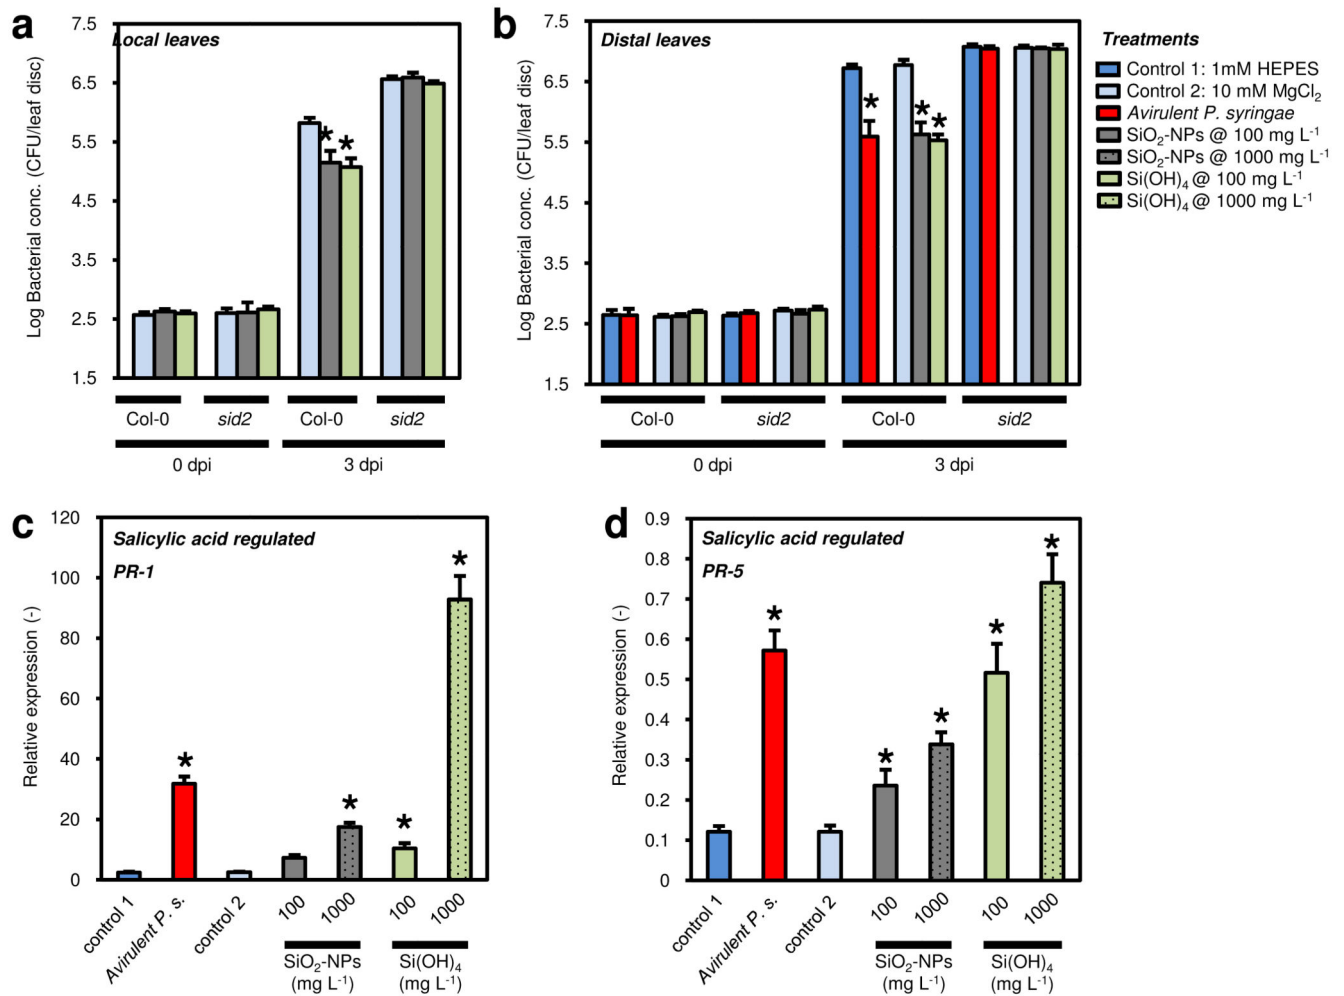 a
Local leaves
Log Bacterial conc. (CFU/leaf disc)
7.5
6.5
5.5
4.5
3.5
2.5
1.5
* *
Col-0 sid2 Col-0 sid2
0 dpi 3 dpi
b
Distal leaves
Log Bacterial conc. (CFU/leaf disc)
7.5
6.5
5.5
4.5
3.5
2.5
1.5
* * *
Col-0 sid2 Col-0 sid2
0 dpi 3 dpi
Treatments
Control 1: 1mM HEPES
Control 2: 10 mM MgCl₂
Avirulent P. syringae
SiO₂-NPs @ 100 mg L⁻¹
SiO₂-NPs @ 1000 mg L⁻¹
Si(OH)₄ @ 100 mg L⁻¹
Si(OH)₄ @ 1000 mg L⁻¹
c
Salicylic acid regulated
PR-1
Relative expression (-)
120
100
80
60
40
20
0
* * * *
control 1 Avirulent P. s. control 2 100 1000 100 1000
SiO₂-NPs Si(OH)₄
(mg L⁻¹) (mg L⁻¹)
d
Salicylic acid regulated
PR-5
Relative expression (-)
0.9
0.8
0.7
0.6
0.5
0.4
0.3
0.2
0.1
0
* * * * *
control 1 Avirulent P. s. control 2 100 1000 100 1000
SiO₂-NPs Si(OH)₄
(mg L⁻¹) (mg L⁻¹)